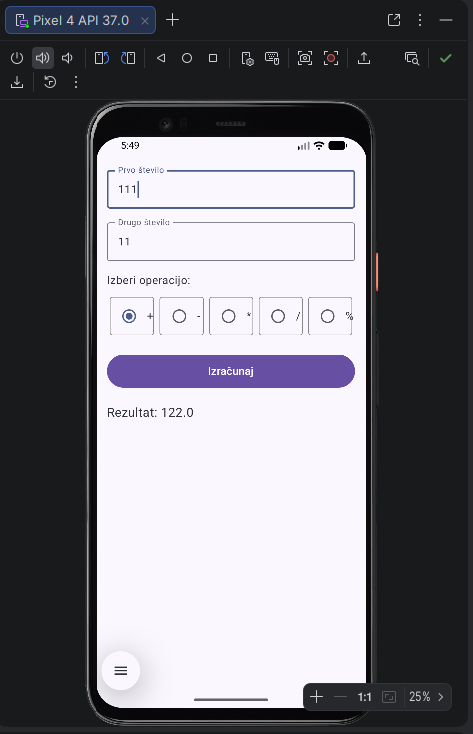 Pixel 4 API 37.0
5:49
Prvo število
111
Drugo število
11
Izberi operacijo:
+ - * / %
Izračunaj
Rezultat: 122.0
1:1 25%